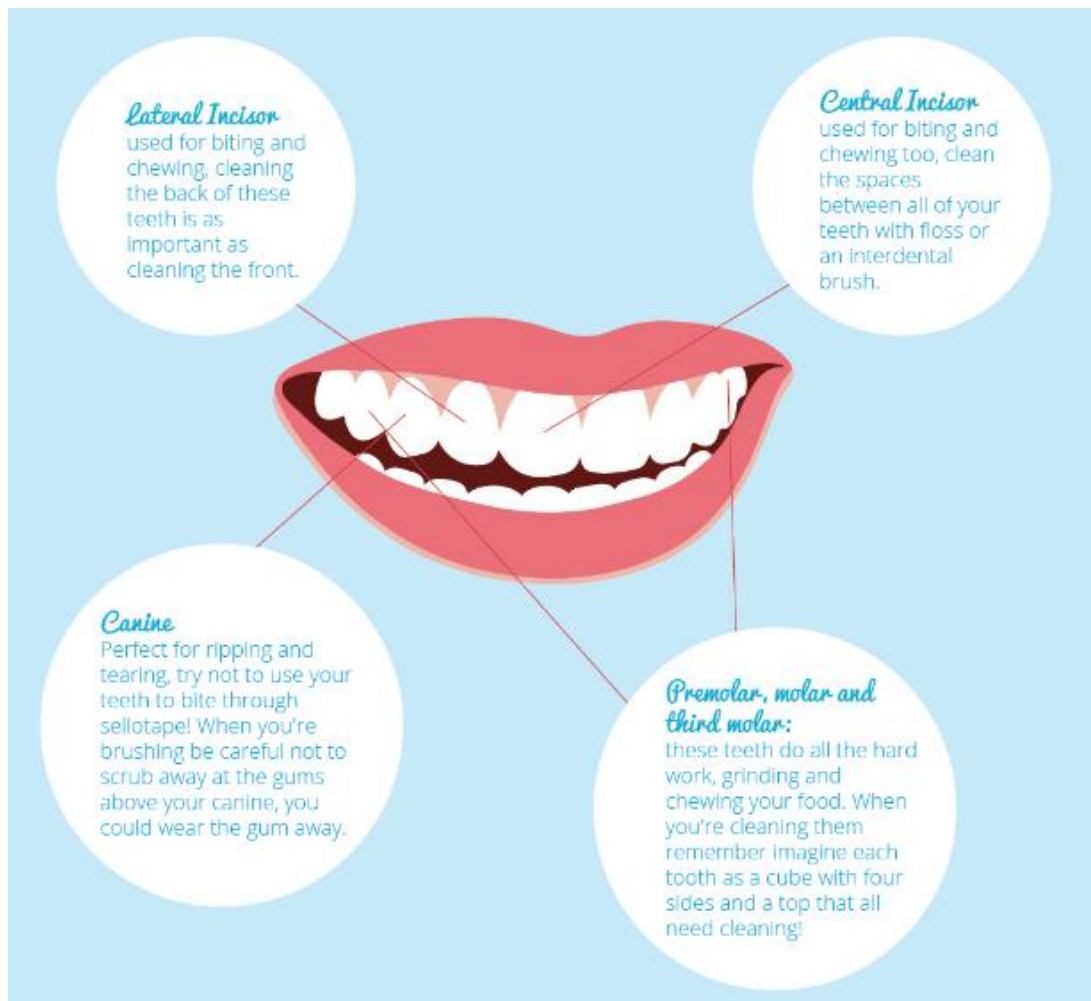 Lateral Incisor
used for biting and
chewing, cleaning
the back of these
teeth is as
important as
cleaning the front.
Central Incisor
used for biting and
chewing too, clean
the spaces
between all of your
teeth with floss or
an interdental
brush.
Canine
Perfect for ripping and
tearing, try not to use your
teeth to bite through
sellotape! When you're
brushing be careful not to
scrub away at the gums
above your canine, you
could wear the gum away.
Premolar, molar and
third molar:
these teeth do all the hard
work, grinding and
chewing your food. When
you're cleaning them
remember imagine each
tooth as a cube with four
sides and a top that all
need cleaning!